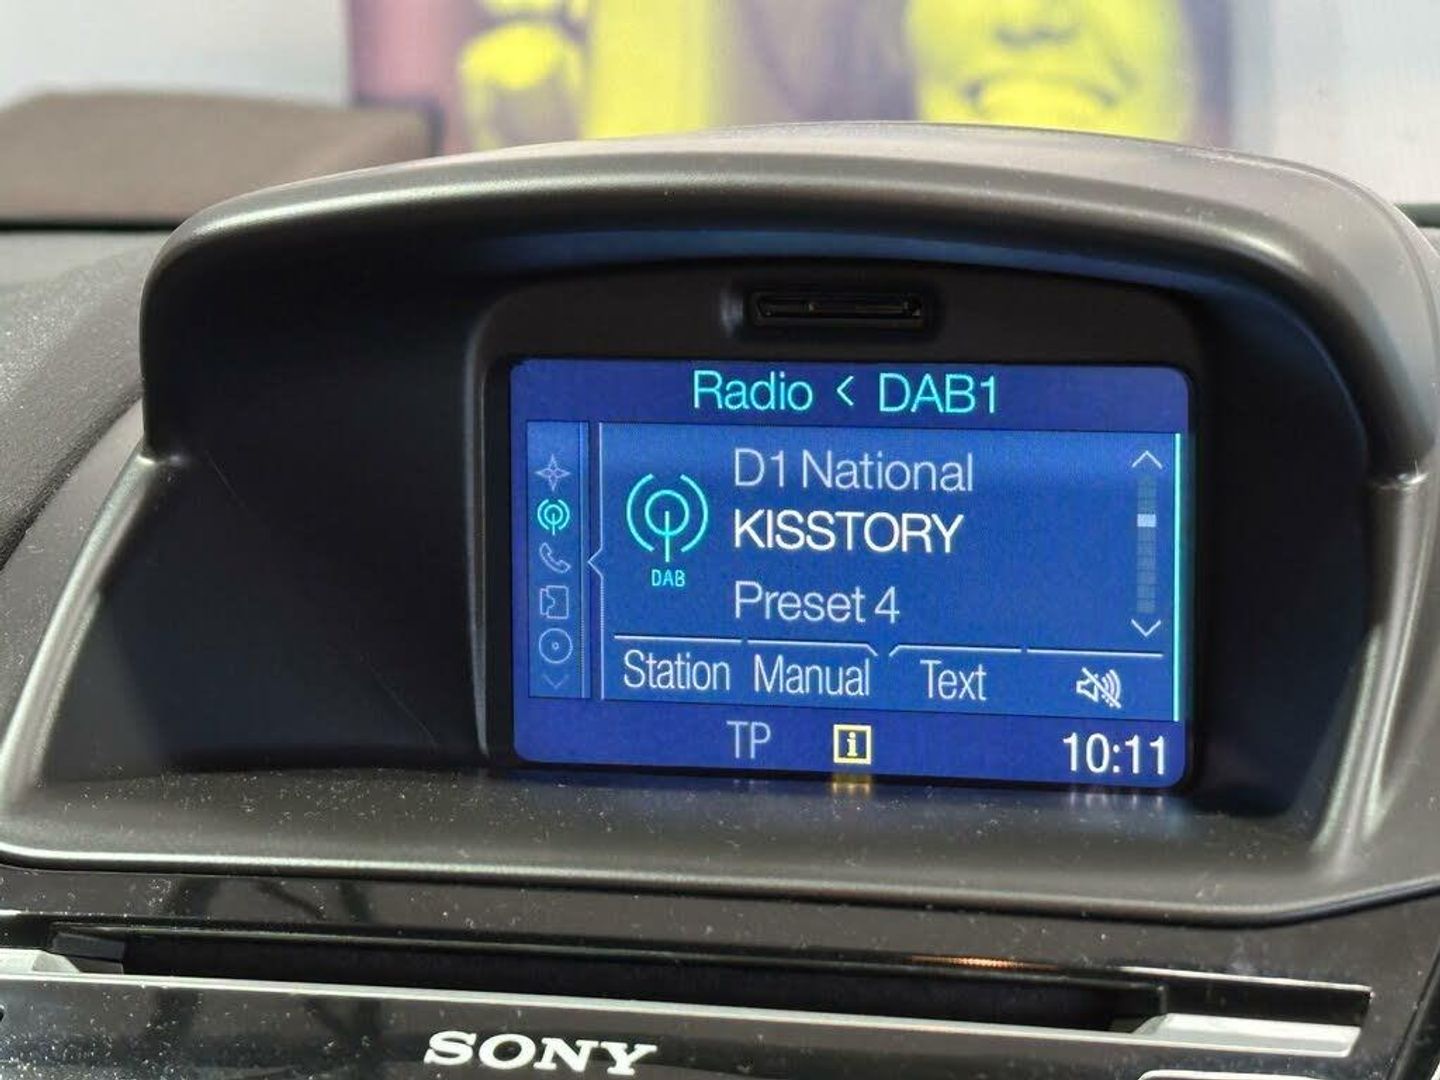 Radio < DAB1
D1 National
KISSTORY
DAB
Preset 4
Station Manual Text
TP i 10:11
SONY